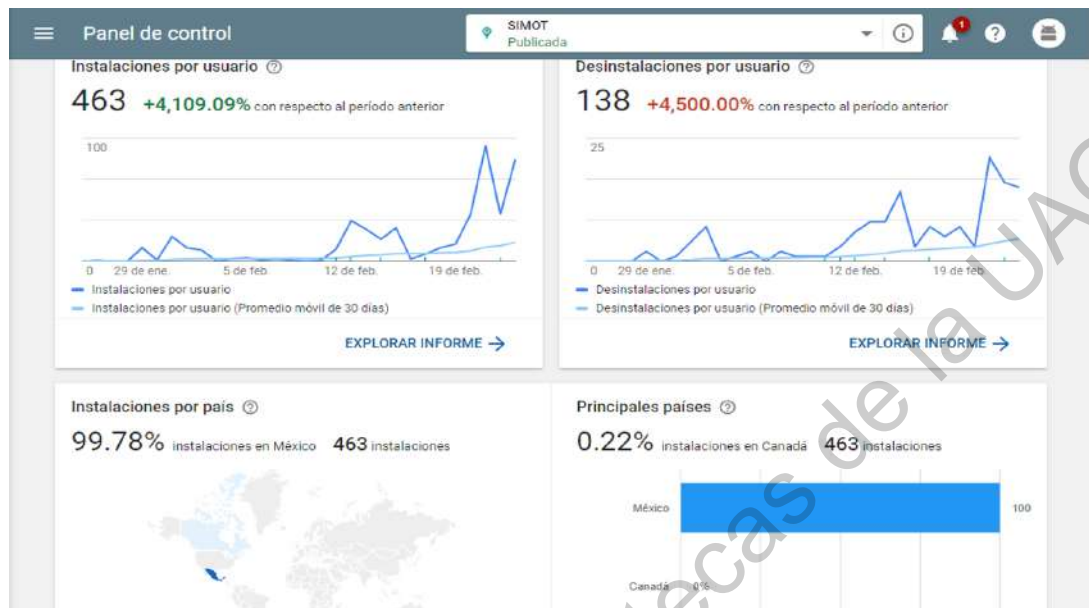 Panel de control
SIMOT
Publicada
1
Instalaciones por usuario
463 +4,109.09% con respecto al período anterior
100
0 29 de ene. 5 de feb. 12 de feb. 19 de feb.
Instalaciones por usuario
Instalaciones por usuario (Promedio móvil de 30 días)
EXPLORAR INFORME →
Desinstalaciones por usuario
138 +4,500.00% con respecto al período anterior
25
0 29 de ene. 5 de feb. 12 de feb. 19 de feb.
Desinstalaciones por usuario
Desinstalaciones por usuario (Promedio móvil de 30 días)
EXPLORAR INFORME →
Instalaciones por país
99.78% instalaciones en México 463 instalaciones
Principales países
0.22% instalaciones en Canadá 463 instalaciones
México 100
Canadá 0%
de la UAQ